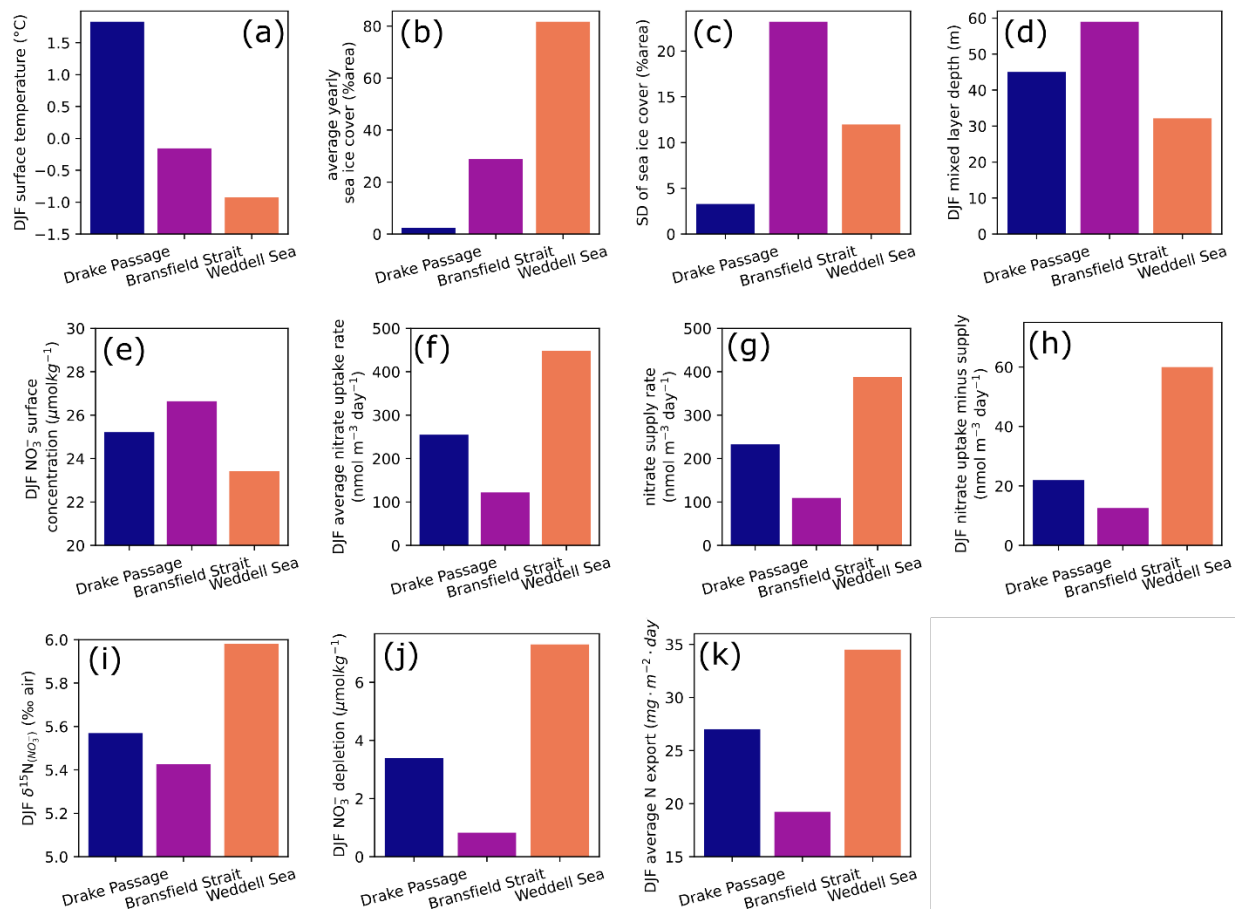 (a)
DJF surface temperature (°C)
1.5
1.0
0.5
0.0
−0.5
−1.0
−1.5
Drake Passage
Bransfield Strait
Weddell Sea
(b)
average yearly
sea ice cover (%area)
80
60
40
20
0
Drake Passage
Bransfield Strait
Weddell Sea
(c)
SD of sea ice cover (%area)
20
15
10
5
0
Drake Passage
Bransfield Strait
Weddell Sea
(d)
DJF mixed layer depth (m)
60
50
40
30
20
10
0
Drake Passage
Bransfield Strait
Weddell Sea
(e)
DJF NO₃⁻ surface
concentration (μmolkg⁻¹)
30
28
26
24
22
20
Drake Passage
Bransfield Strait
Weddell Sea
(f)
DJF average nitrate uptake rate
(nmol m⁻³ day⁻¹)
500
400
300
200
100
0
Drake Passage
Bransfield Strait
Weddell Sea
(g)
nitrate supply rate
(nmol m⁻³ day⁻¹)
500
400
300
200
100
0
Drake Passage
Bransfield Strait
Weddell Sea
(h)
DJF nitrate uptake minus supply
(nmol m⁻³ day⁻¹)
60
40
20
0
Drake Passage
Bransfield Strait
Weddell Sea
(i)
DJF δ¹⁵N(NO₃⁻) (‰ air)
6.0
5.8
5.6
5.4
5.2
5.0
Drake Passage
Bransfield Strait
Weddell Sea
(j)
DJF NO₃⁻ depletion (μmolkg⁻¹)
6
4
2
0
Drake Passage
Bransfield Strait
Weddell Sea
(k)
DJF average N export (mg · m⁻² · day
35
30
25
20
15
Drake Passage
Bransfield Strait
Weddell Sea